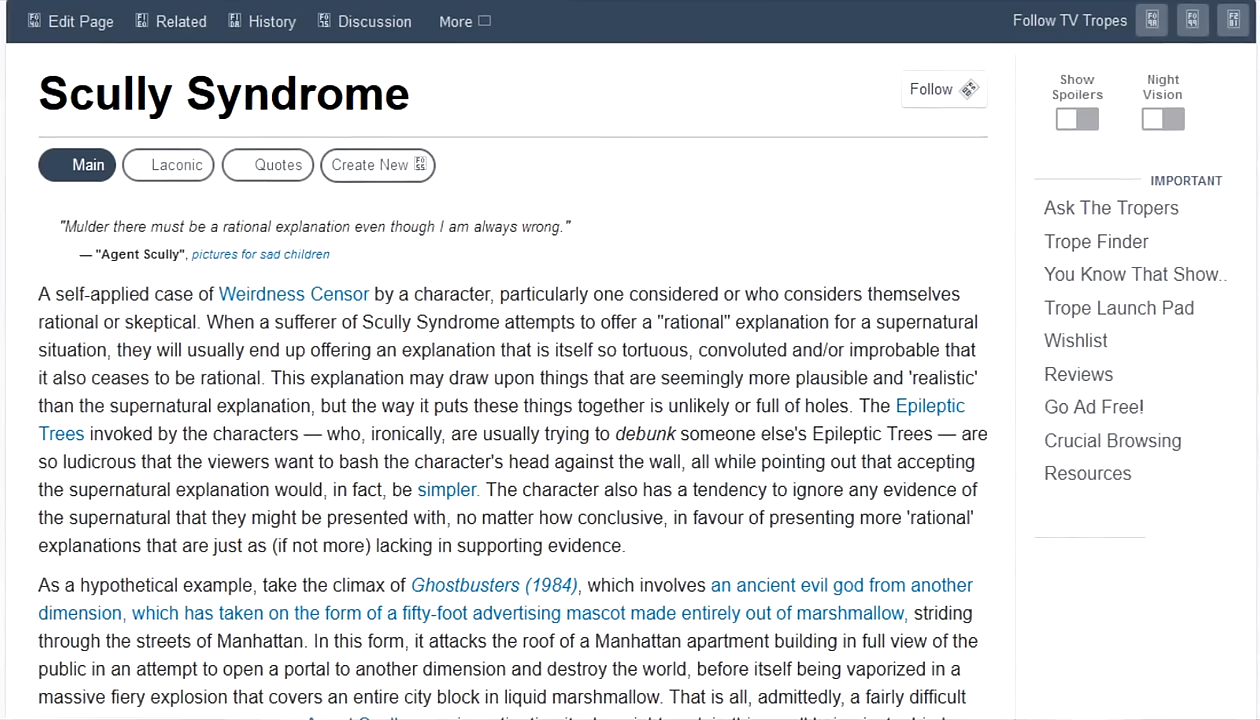 Edit Page Related History Discussion More Follow TV Tropes
Scully Syndrome
Follow
Main Laconic Quotes Create New
"Mulder there must be a rational explanation even though I am always wrong."
— "Agent Scully", pictures for sad children
A self-applied case of Weirdness Censor by a character, particularly one considered or who considers themselves
rational or skeptical. When a sufferer of Scully Syndrome attempts to offer a "rational" explanation for a supernatural
situation, they will usually end up offering an explanation that is itself so tortuous, convoluted and/or improbable that
it also ceases to be rational. This explanation may draw upon things that are seemingly more plausible and 'realistic'
than the supernatural explanation, but the way it puts these things together is unlikely or full of holes. The Epileptic
Trees invoked by the characters — who, ironically, are usually trying to debunk someone else's Epileptic Trees — are
so ludicrous that the viewers want to bash the character's head against the wall, all while pointing out that accepting
the supernatural explanation would, in fact, be simpler. The character also has a tendency to ignore any evidence of
the supernatural that they might be presented with, no matter how conclusive, in favour of presenting more 'rational'
explanations that are just as (if not more) lacking in supporting evidence.
As a hypothetical example, take the climax of Ghostbusters (1984), which involves an ancient evil god from another
dimension, which has taken on the form of a fifty-foot advertising mascot made entirely out of marshmallow, striding
through the streets of Manhattan. In this form, it attacks the roof of a Manhattan apartment building in full view of the
public in an attempt to open a portal to another dimension and destroy the world, before itself being vaporized in a
massive fiery explosion that covers an entire city block in liquid marshmallow. That is all, admittedly, a fairly difficult
Show Spoilers
Night Vision
IMPORTANT
Ask The Tropers
Trope Finder
You Know That Show..
Trope Launch Pad
Wishlist
Reviews
Go Ad Free!
Crucial Browsing
Resources